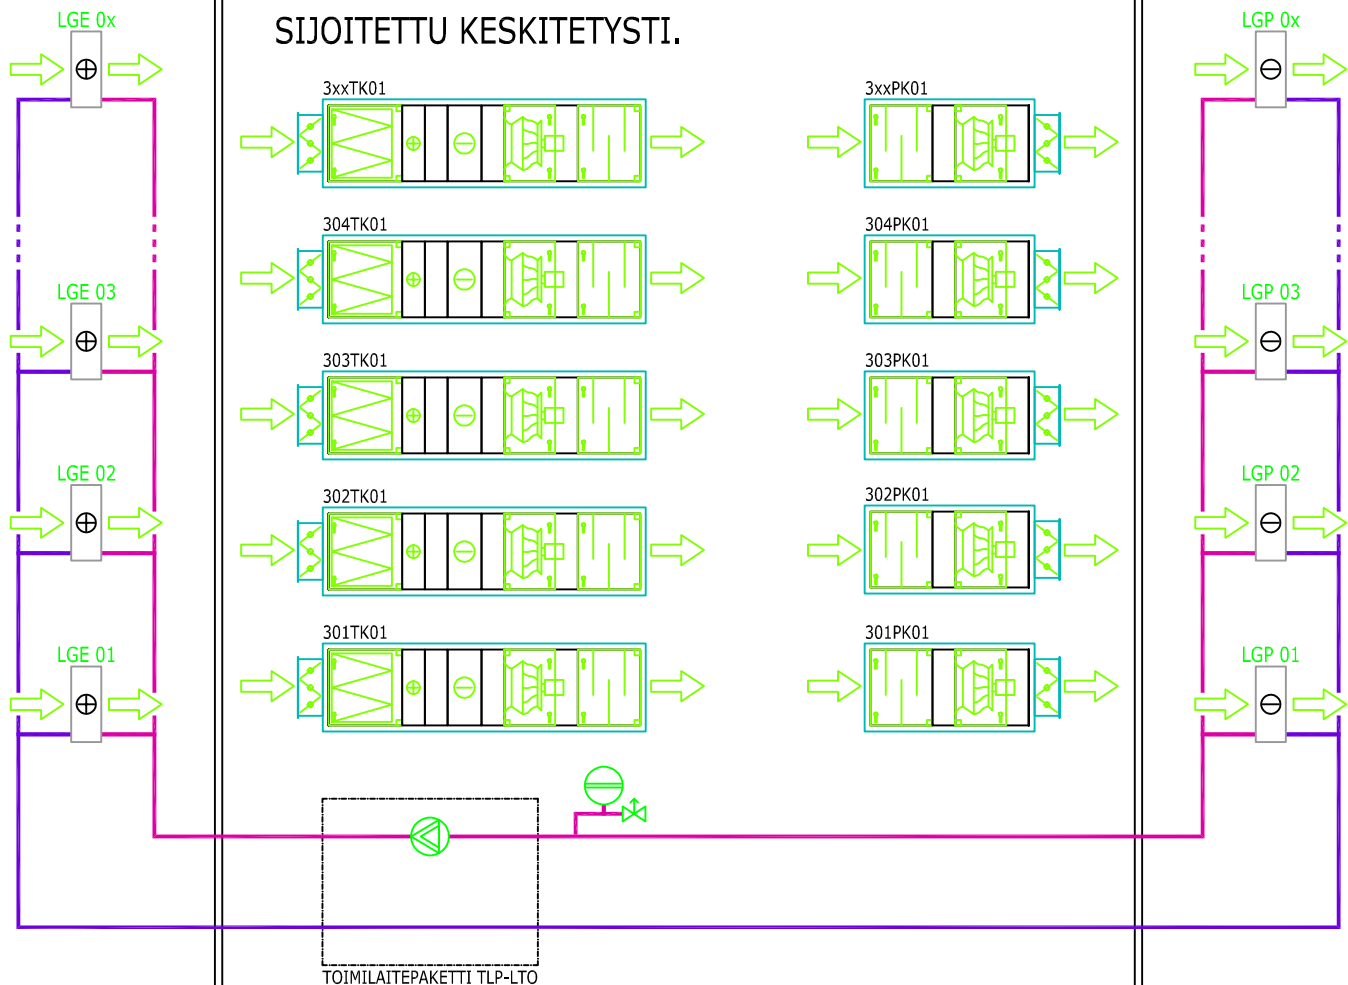 SIJOITETTU KESKITETYSTI.
LGE 0x
LGP 0x
3xxTK01
3xxPK01
304TK01
304PK01
LGE 03
LGP 03
303TK01
303PK01
LGE 02
LGP 02
302TK01
302PK01
301TK01
301PK01
LGE 01
LGP 01
TOIMILAITEPAKETTI TLP-LTO